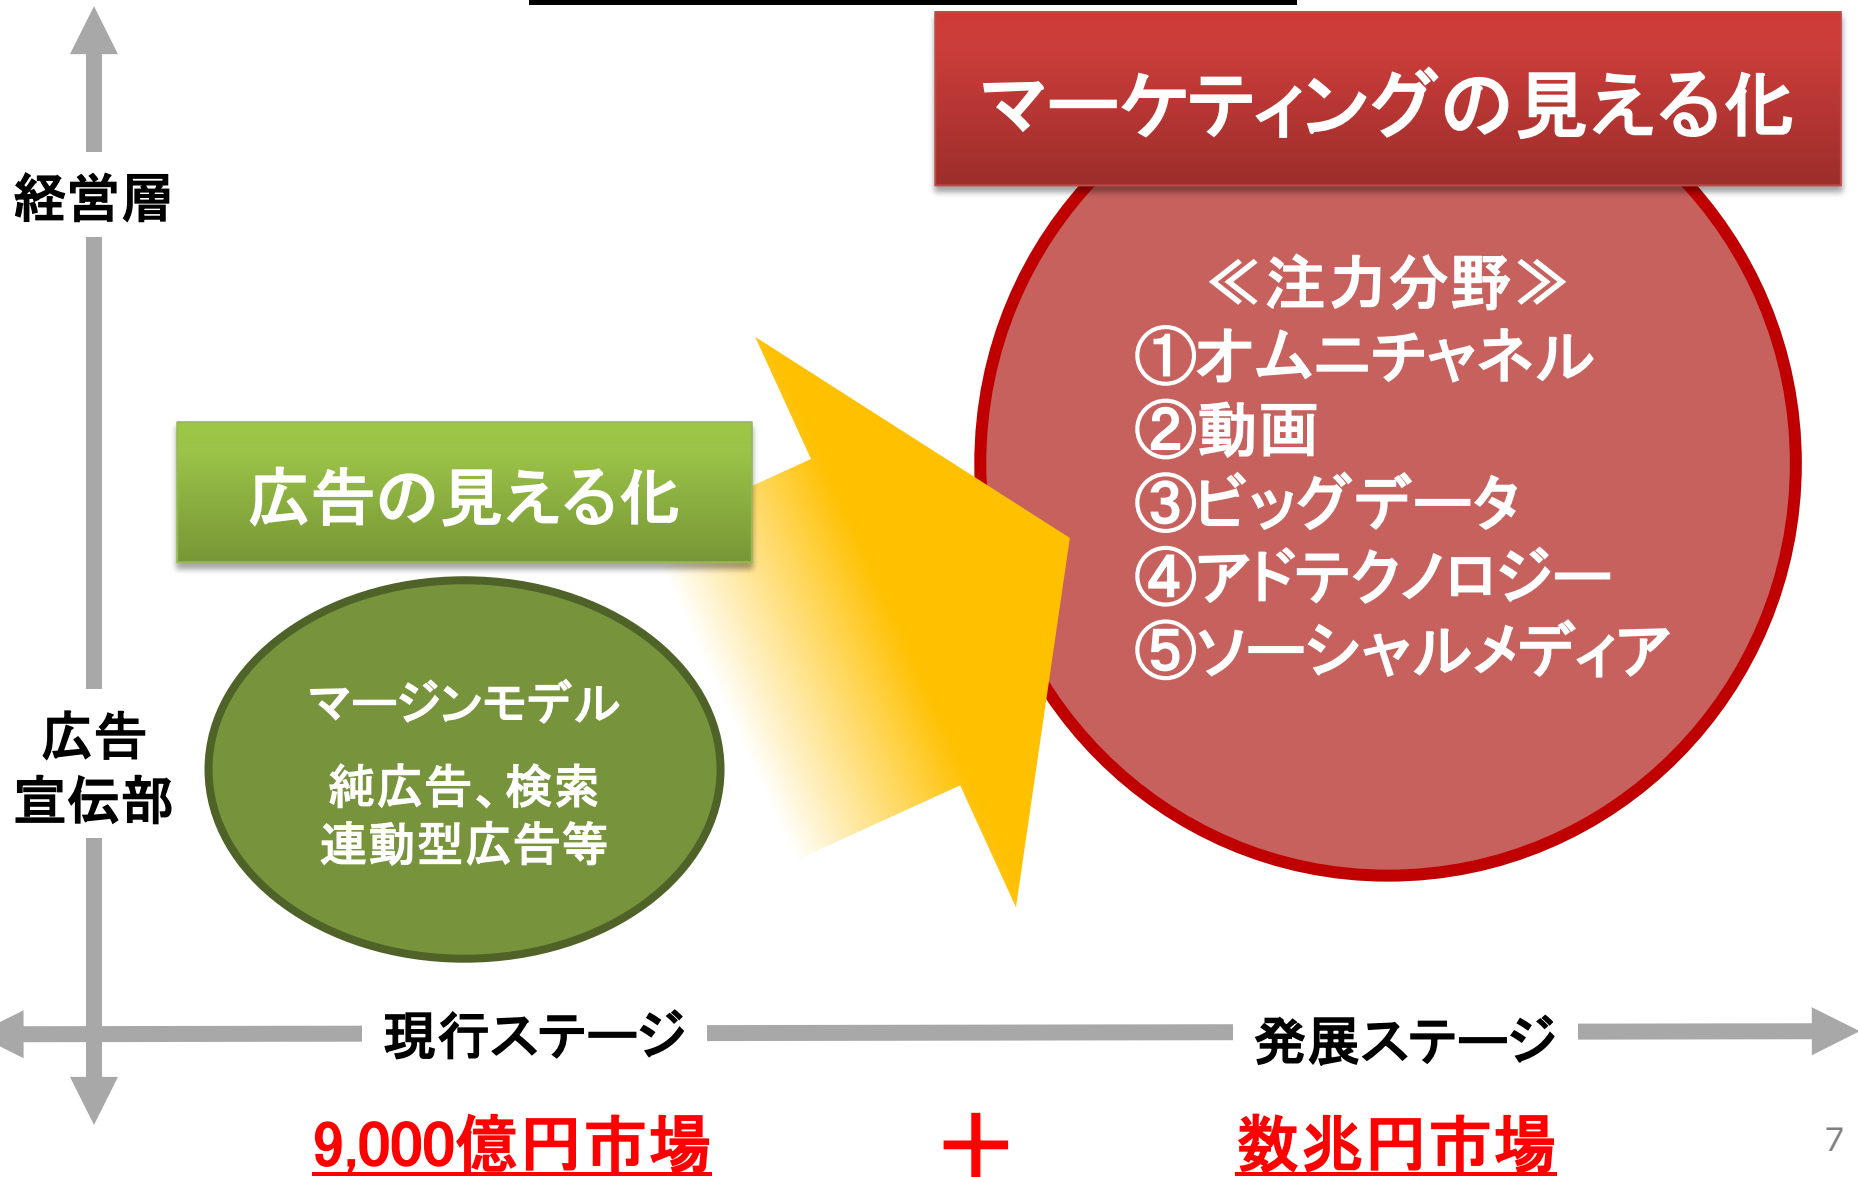 マーケティングの見える化
経営層
≪注力分野≫
①オムニチャネル
②動画
③ビッグデータ
④アドテクノロジー
⑤ソーシャルメディア
広告の見える化
マージンモデル
純広告、検索
連動型広告等
広告
宣伝部
現行ステージ
発展ステージ
9,000億円市場
＋
数兆円市場
7